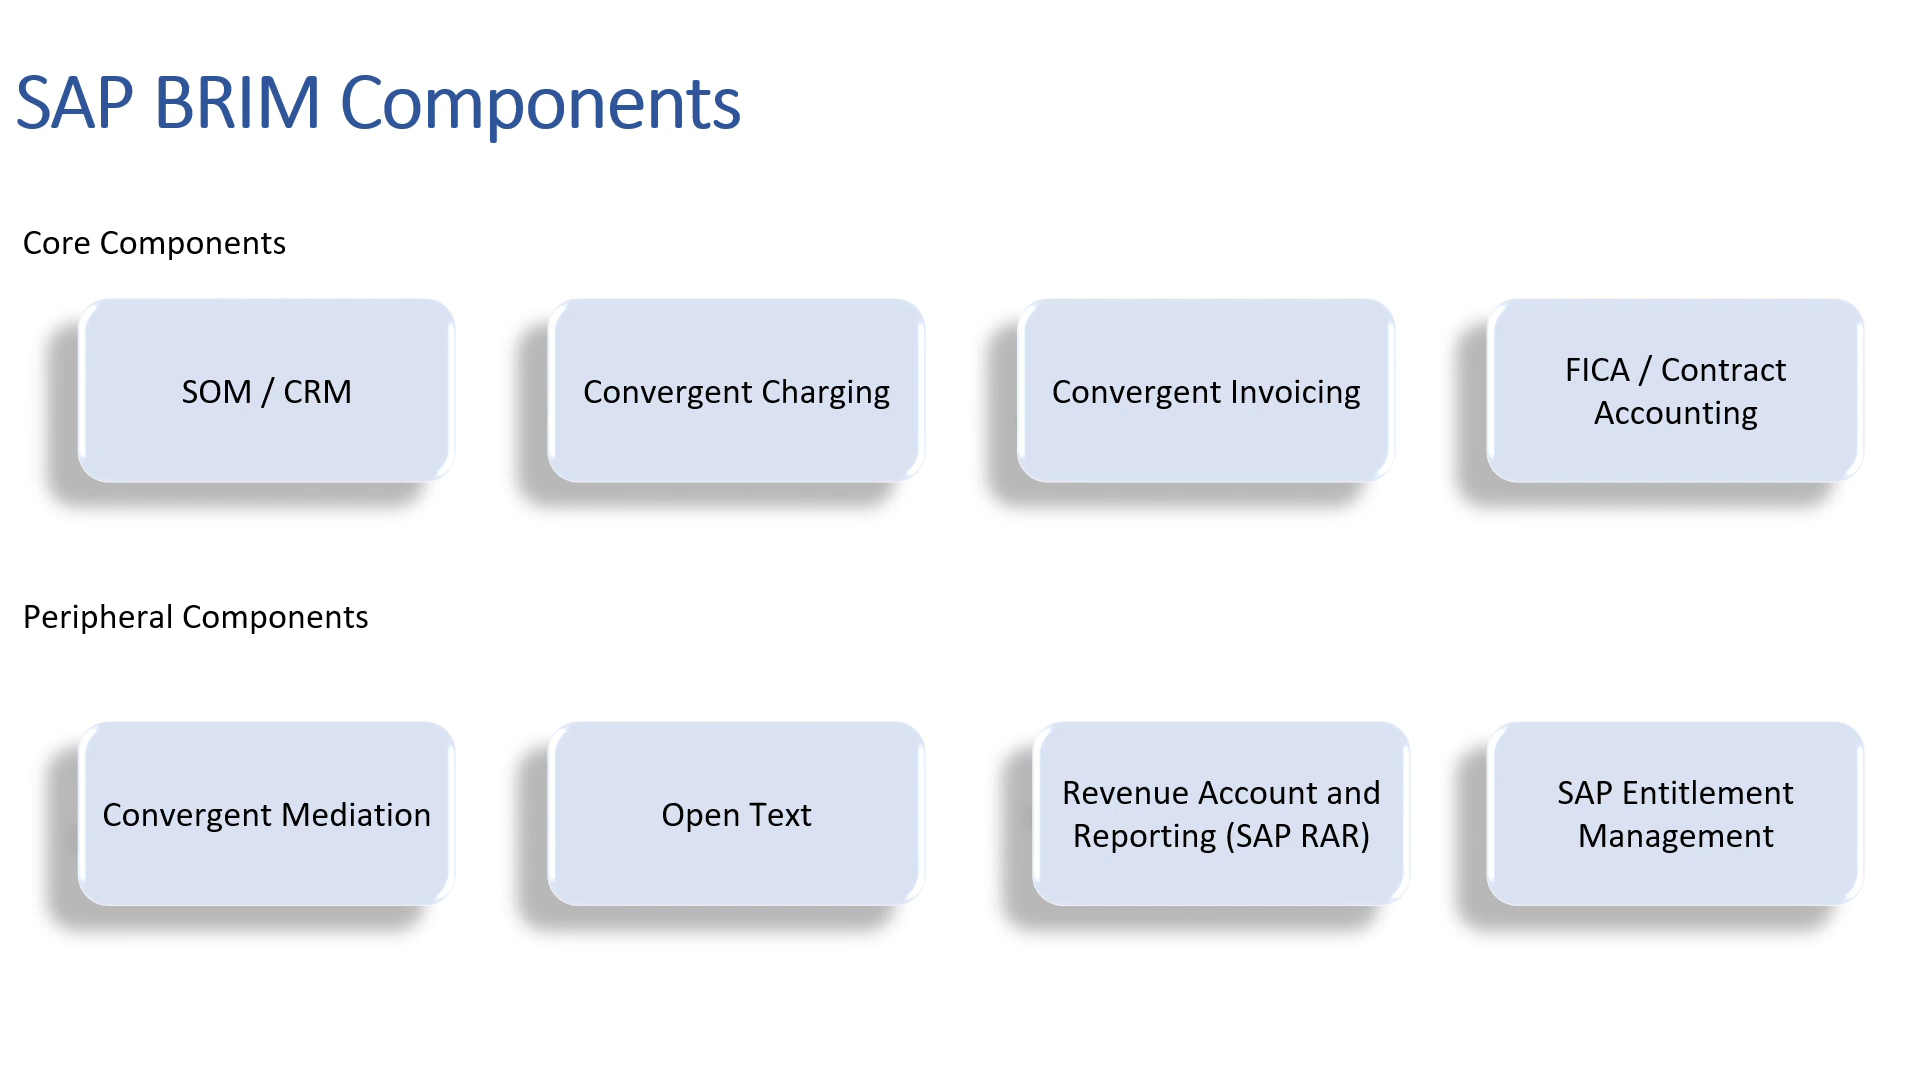 SAP BRIM Components
Core Components
SOM / CRM
Convergent Charging
Convergent Invoicing
FICA / Contract
Accounting
Peripheral Components
Convergent Mediation
Open Text
Revenue Account and
Reporting (SAP RAR)
SAP Entitlement
Management